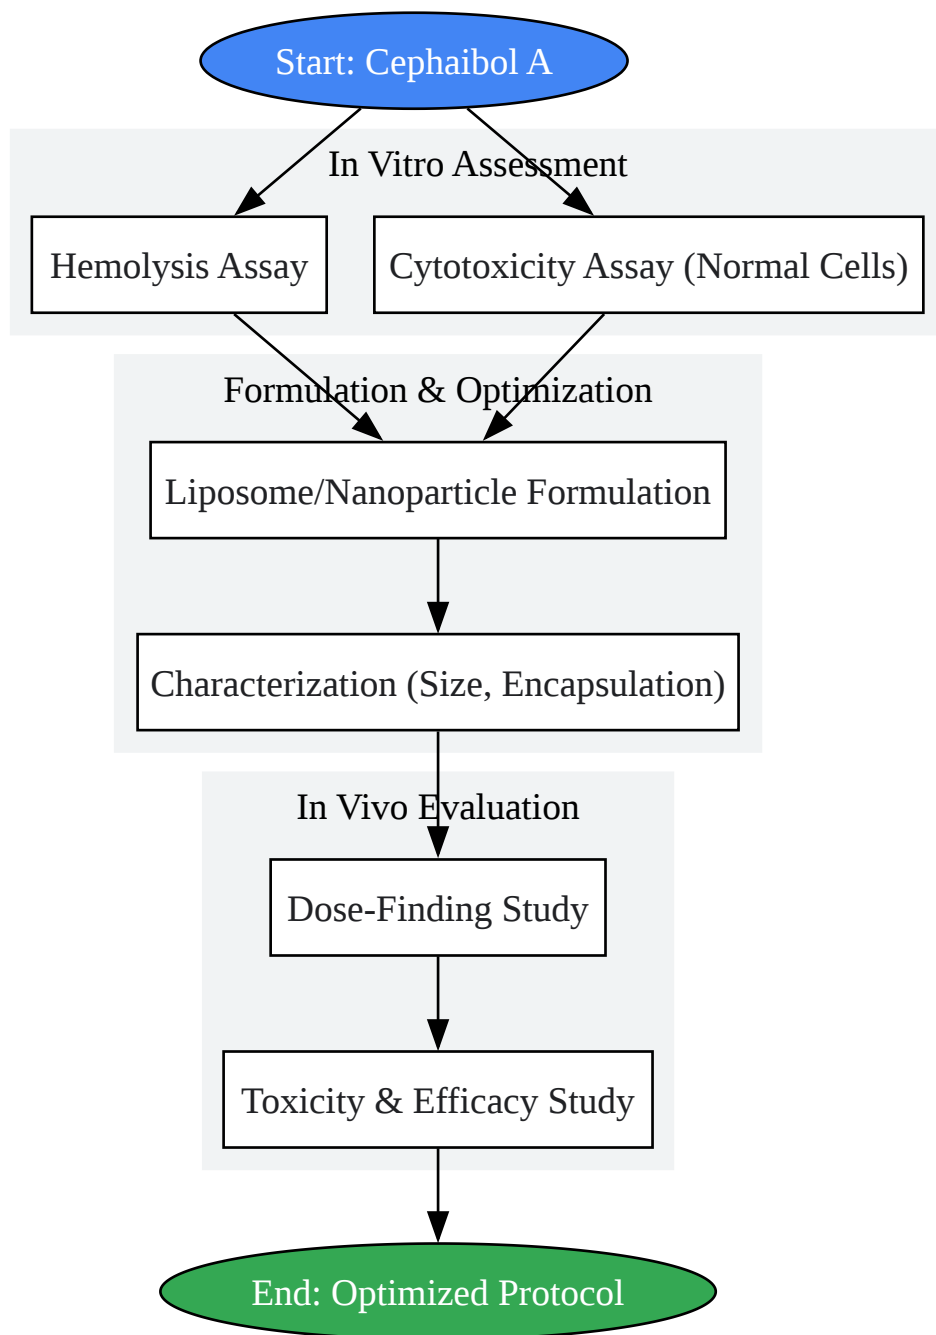 Start: Cephaibol A
In Vitro Assessment
Hemolysis Assay
Cytotoxicity Assay (Normal Cells)
Formulation & Optimization
Liposome/Nanoparticle Formulation
Characterization (Size, Encapsulation)
In Vivo Evaluation
Dose-Finding Study
Toxicity & Efficacy Study
End: Optimized Protocol